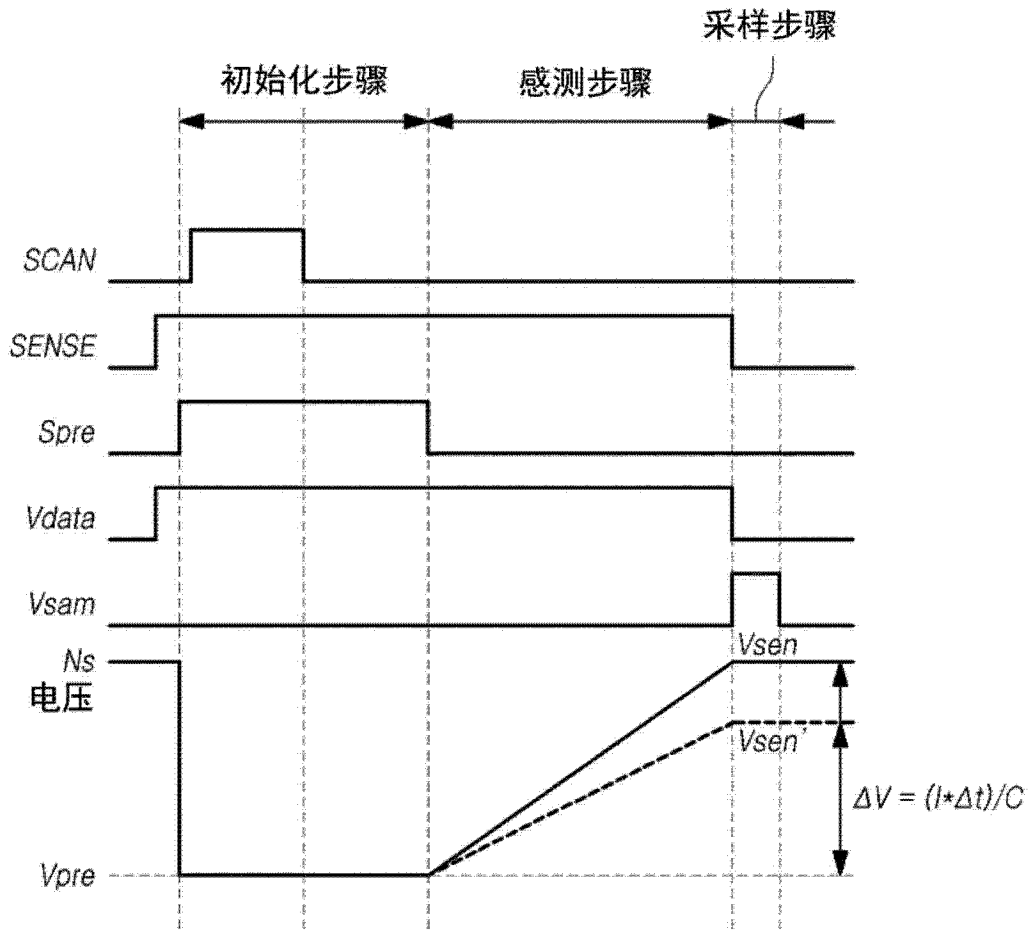 采样步骤
初始化步骤
感测步骤
SCAN
SENSE
Spre
Vdata
Vsam
Ns
电压
Vsen
Vsen'
ΔV = (I*Δt)/C
Vpre